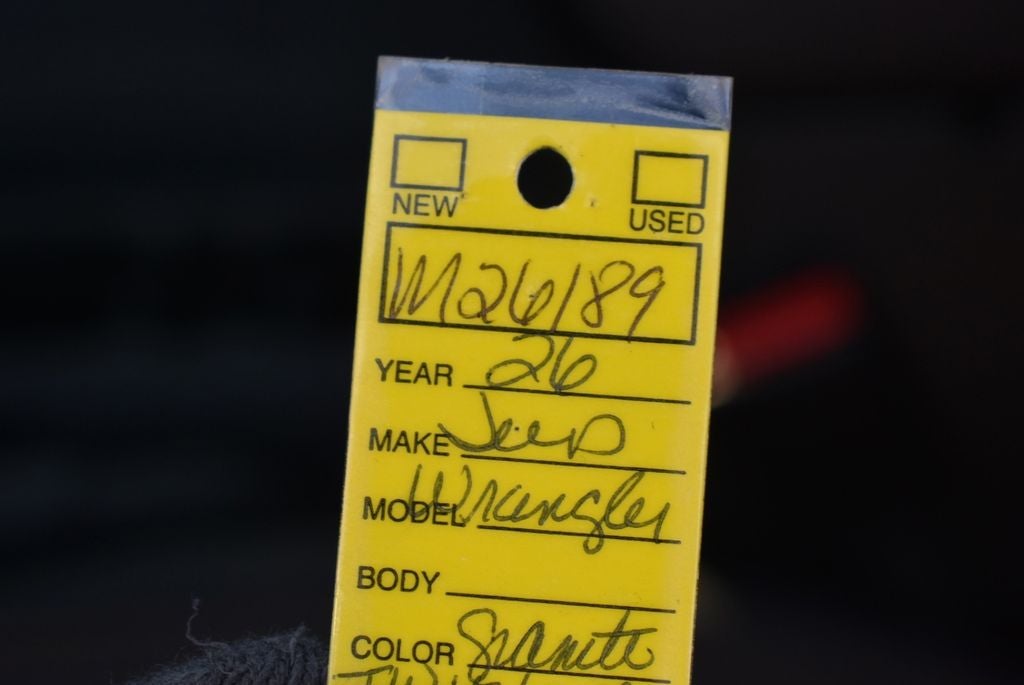 NEW USED
M26189
YEAR 26
MAKE Jeep
MODEL Wrangler
BODY
COLOR Granite